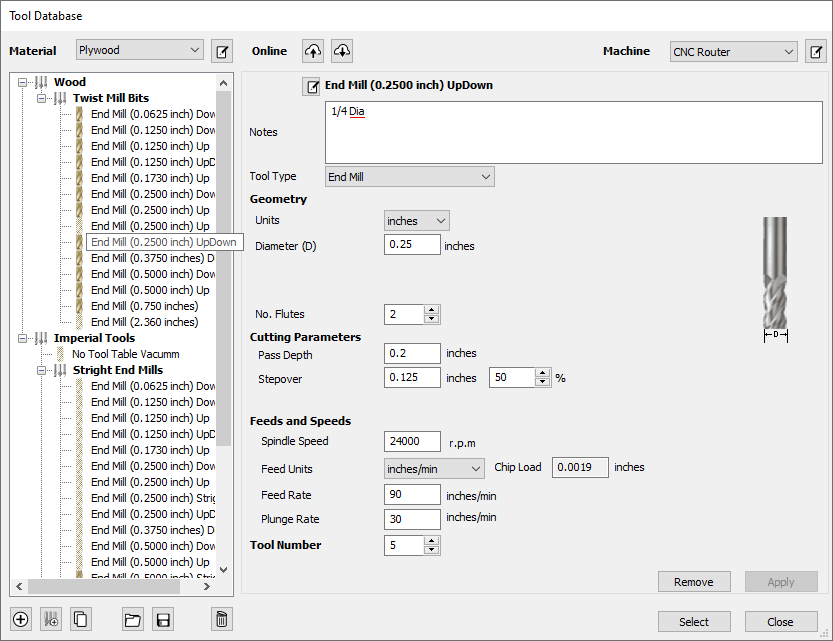 Tool Database
Material Plywood Online Machine CNC Router
Wood
Twist Mill Bits
End Mill (0.0625 inch) Dow
End Mill (0.1250 inch) Dow
End Mill (0.1250 inch) Up
End Mill (0.1250 inch) UpD
End Mill (0.1730 inch) Up
End Mill (0.2500 inch) Dow
End Mill (0.2500 inch) Up
End Mill (0.2500 inch) Up
End Mill (0.2500 inch) UpDown
End Mill (0.3750 inches) D
End Mill (0.5000 inch) Dow
End Mill (0.5000 inch) Up
End Mill (0.750 inches)
End Mill (2.360 inches)
Imperial Tools
No Tool Table Vacumm
Stright End Mills
End Mill (0.0625 inch) Dow
End Mill (0.1250 inch) Dow
End Mill (0.1250 inch) Up
End Mill (0.1250 inch) UpD
End Mill (0.1730 inch) Up
End Mill (0.2500 inch) Dow
End Mill (0.2500 inch) Up
End Mill (0.2500 inch) Strig
End Mill (0.2500 inch) UpD
End Mill (0.3750 inches) D
End Mill (0.5000 inch) Dow
End Mill (0.5000 inch) Up
End Mill (0.5000 inch) Strig
End Mill (0.2500 inch) UpDown
Notes 1/4 Dia
Tool Type End Mill
Geometry
Units inches
Diameter (D) 0.25 inches
D
No. Flutes 2
Cutting Parameters
Pass Depth 0.2 inches
Stepover 0.125 inches 50 %
Feeds and Speeds
Spindle Speed 24000 r.p.m
Feed Units inches/min Chip Load 0.0019 inches
Feed Rate 90 inches/min
Plunge Rate 30 inches/min
Tool Number 5
Remove Apply
Select Close